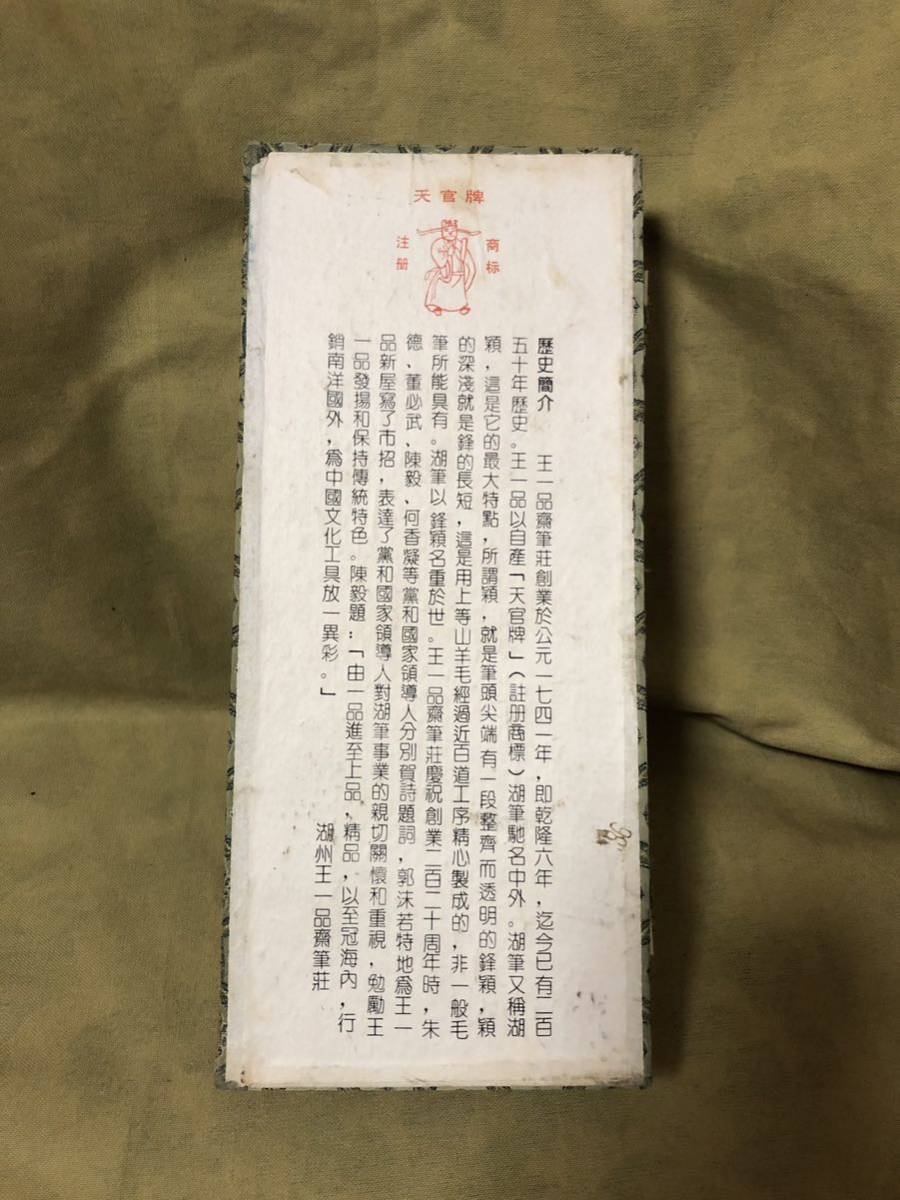 天官牌
注册
商标
歷史簡介　王一品齋筆莊創業於公元一七四一年，即乾隆六年，迄今已有二百
五十年歷史。王一品以自產「天官牌」（註册商標）湖筆馳名中外。湖筆又稱湖
穎，這是它的最大特點，所謂穎，就是筆頭尖端有一段整齊而透明的鋒穎，穎
的深淺就是鋒的長短，這是用上等山羊毛經過近百道工序精心製成的，非一般毛
筆所能具有。湖筆以鋒穎名重於世。王一品齋筆莊慶祝創業二百二十周年時，朱
德、董必武、陳毅、何香凝等黨和國家領導人分別賀詩題詞，郭沫若特地爲王一
品新屋寫了市招，表達了黨和國家領導人對湖筆事業的親切關懷和重視，勉勵王
一品發揚和保持傳統特色。陳毅題：「由一品進至上品，精品，以至冠海內，行
銷南洋國外，爲中國文化工具放一異彩。」
湖州王一品齋筆莊